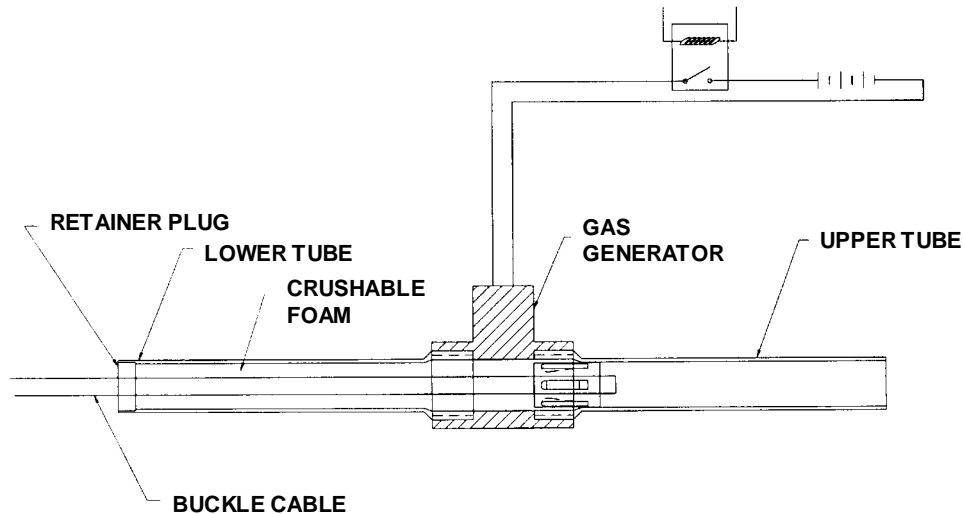 RETAINER PLUG
LOWER TUBE
CRUSHABLE
FOAM
GAS
GENERATOR
UPPER TUBE
BUCKLE CABLE